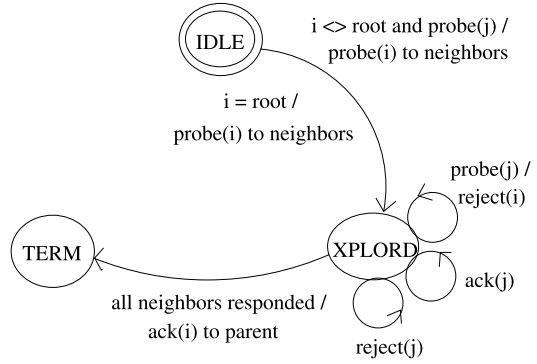 IDLE
i <> root and probe(j) /
probe(i) to neighbors
i = root /
probe(i) to neighbors
probe(j) /
reject(i)
XPLORD
TERM
ack(j)
all neighbors responded /
ack(i) to parent
reject(j)